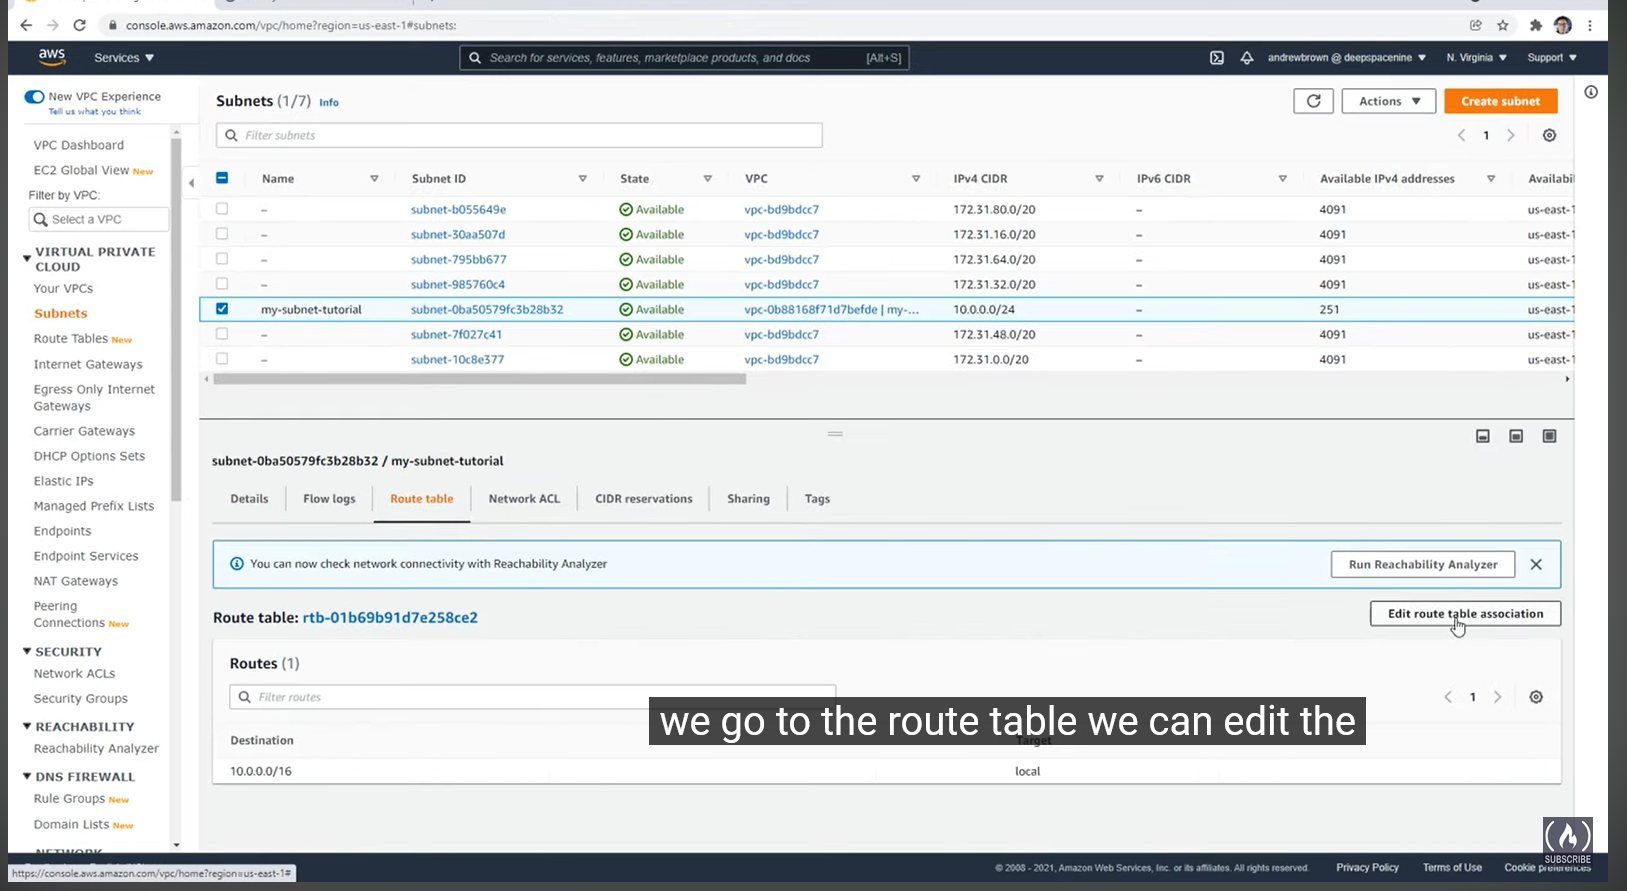 console.aws.amazon.com/vpc/home?region=us-east-1#subnets:
aws
Services
Search for services, features, marketplace products, and docs
[Alt+S]
andrewbrown @ deepspacenine
N. Virginia
Support
New VPC Experience
Tell us what you think
VPC Dashboard
EC2 Global View New
Filter by VPC:
Select a VPC
VIRTUAL PRIVATE
CLOUD
Your VPCs
Subnets
Route Tables New
Internet Gateways
Egress Only Internet
Gateways
Carrier Gateways
DHCP Options Sets
Elastic IPs
Managed Prefix Lists
Endpoints
Endpoint Services
NAT Gateways
Peering
Connections New
SECURITY
Network ACLs
Security Groups
REACHABILITY
Reachability Analyzer
DNS FIREWALL
Rule Groups New
Domain Lists New
NETWORK
Subnets (1/7) Info
Actions
Create subnet
Filter subnets
1
Name Subnet ID State VPC IPv4 CIDR IPv6 CIDR Available IPv4 addresses Availabi
– subnet-b055649e Available vpc-bd9bdcc7 172.31.80.0/20 – 4091 us-east-1
– subnet-30aa507d Available vpc-bd9bdcc7 172.31.16.0/20 – 4091 us-east-1
– subnet-795bb677 Available vpc-bd9bdcc7 172.31.64.0/20 – 4091 us-east-1
– subnet-985760c4 Available vpc-bd9bdcc7 172.31.32.0/20 – 4091 us-east-1
my-subnet-tutorial subnet-0ba50579fc3b28b32 Available vpc-0b88168f71d7befde | my-... 10.0.0.0/24 – 251 us-east-1
– subnet-7f027c41 Available vpc-bd9bdcc7 172.31.48.0/20 – 4091 us-east-1
– subnet-10c8e377 Available vpc-bd9bdcc7 172.31.0.0/20 – 4091 us-east-1
subnet-0ba50579fc3b28b32 / my-subnet-tutorial
Details Flow logs Route table Network ACL CIDR reservations Sharing Tags
You can now check network connectivity with Reachability Analyzer
Run Reachability Analyzer
Route table: rtb-01b69b91d7e258ce2
Edit route table association
Routes (1)
Filter routes
1
we go to the route table we can edit the
Destination Target
10.0.0.0/16 local
SUBSCRIBE
https://console.aws.amazon.com/vpc/home?region=us-east-1#
© 2008 - 2021, Amazon Web Services, Inc. or its affiliates. All rights reserved.
Privacy Policy
Terms of Use
Cookie preferences